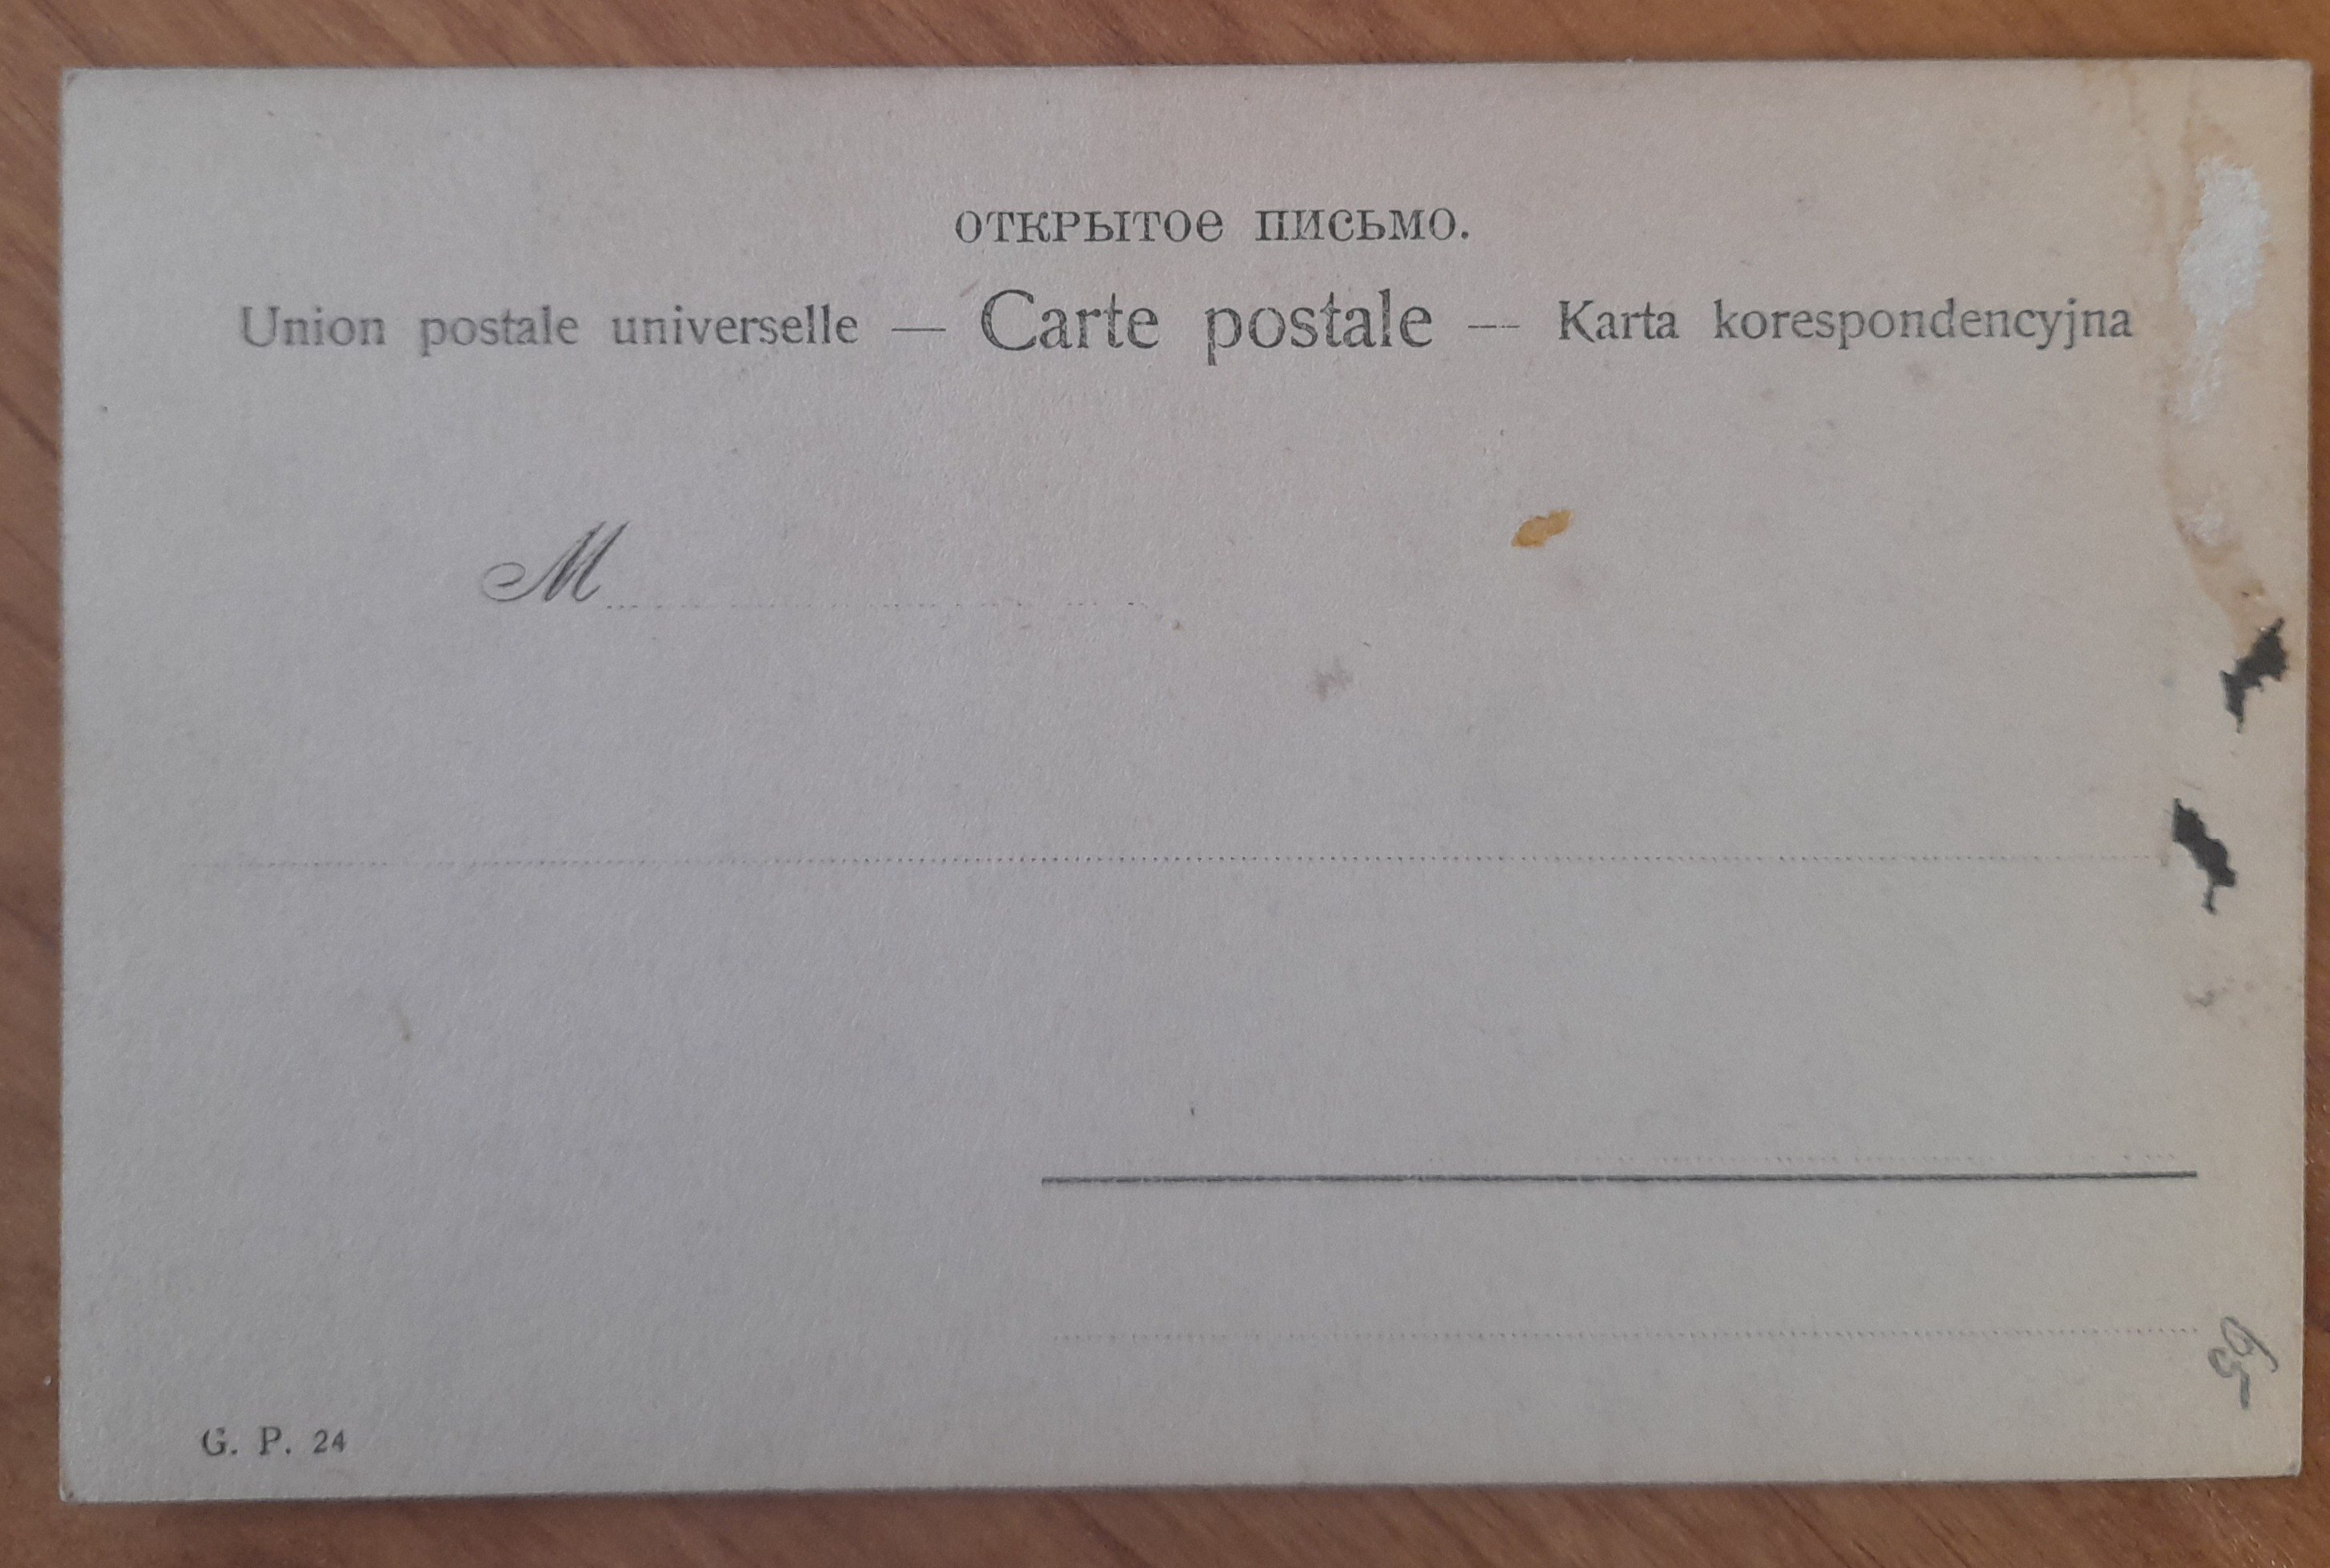 открытое письмо.
Union postale universelle — Carte postale — Karta korespondencyjna
M
G. P. 24